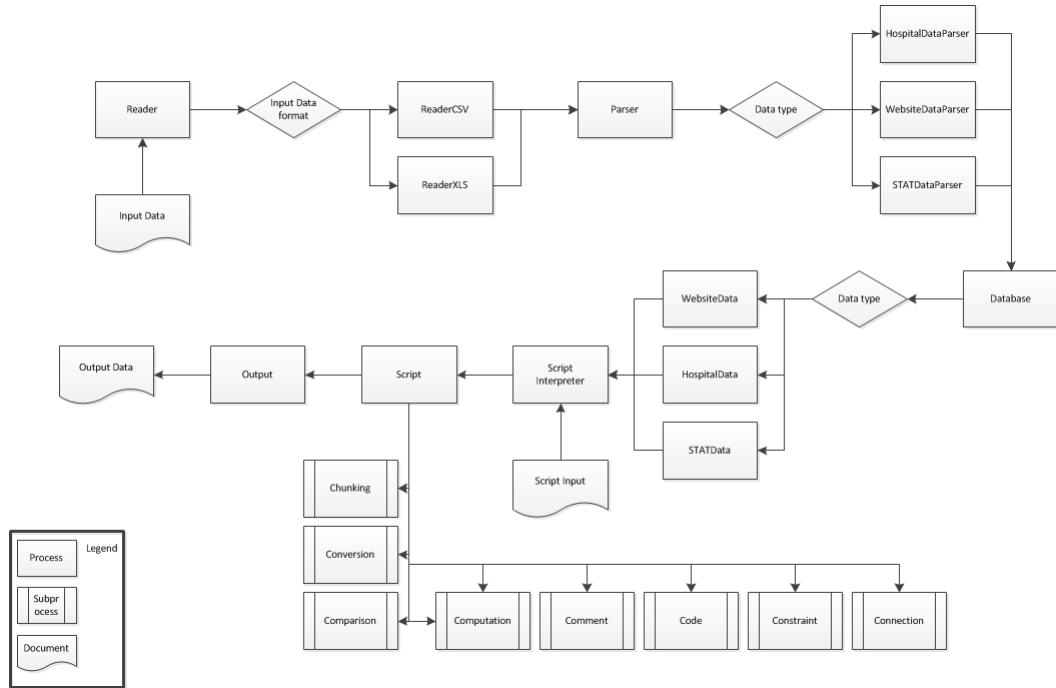 HospitalDataParser
Reader
Input Data
format
ReaderCSV
Parser
Data type
WebsiteDataParser
ReaderXLS
STATDataParser
Input Data
WebsiteData
Data type
Database
Output Data
Output
Script
Script
Interpreter
HospitalData
STATData
Chunking
Script Input
Conversion
Legend
Process
Subpr
ocess
Comparison
Computation
Comment
Code
Constraint
Connection
Document